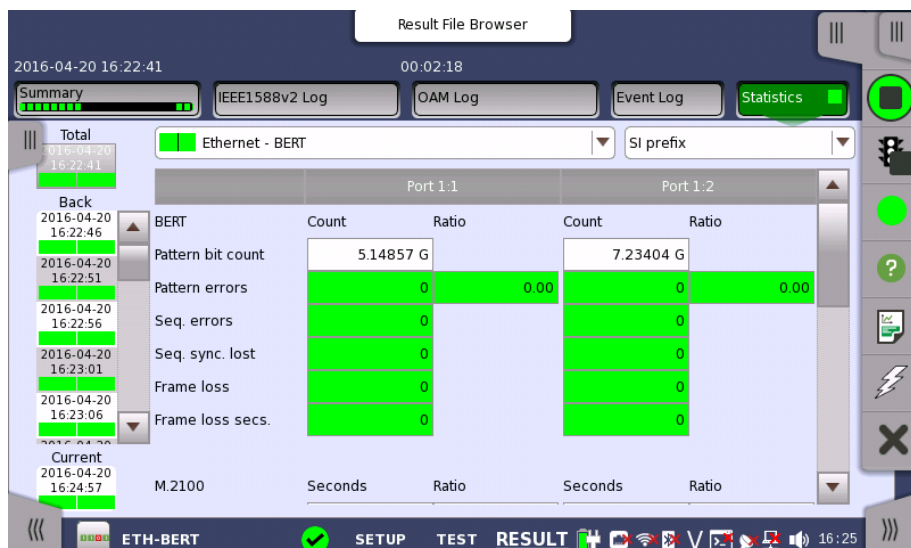 Result File Browser
2016-04-20 16:22:41 00:02:18
Summary IEEE1588v2 Log OAM Log Event Log Statistics
Total
2016-04-20
16:22:41
Ethernet - BERT SI prefix
Port 1:1 Port 1:2
Back
2016-04-20
16:22:46
2016-04-20
16:22:51
2016-04-20
16:22:56
2016-04-20
16:23:01
2016-04-20
16:23:06
2016-04-20
Current
2016-04-20
16:24:57
BERT Count Ratio Count Ratio
Pattern bit count 5.14857 G 7.23404 G
Pattern errors 0 0.00 0 0.00
Seq. errors 0 0
Seq. sync. lost 0 0
Frame loss 0 0
Frame loss secs. 0 0
M.2100 Seconds Ratio Seconds Ratio
ETH-BERT SETUP TEST RESULT 16:25